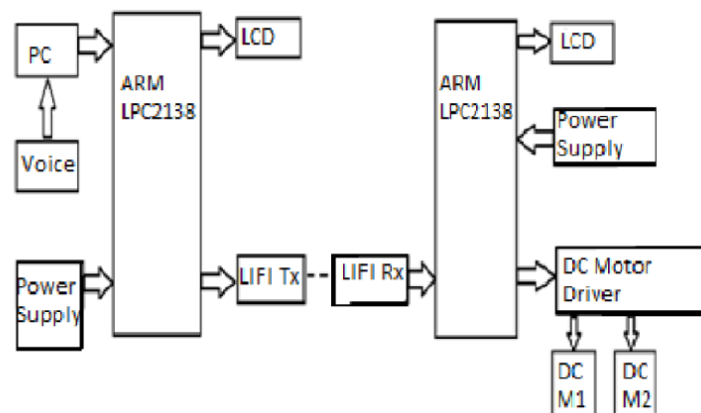 PC
Voice
Power
Supply
ARM
LPC2138
LCD
LIFI Tx
LIFI Rx
ARM
LPC2138
LCD
Power
Supply
DC Motor
Driver
DC
M1
DC
M2